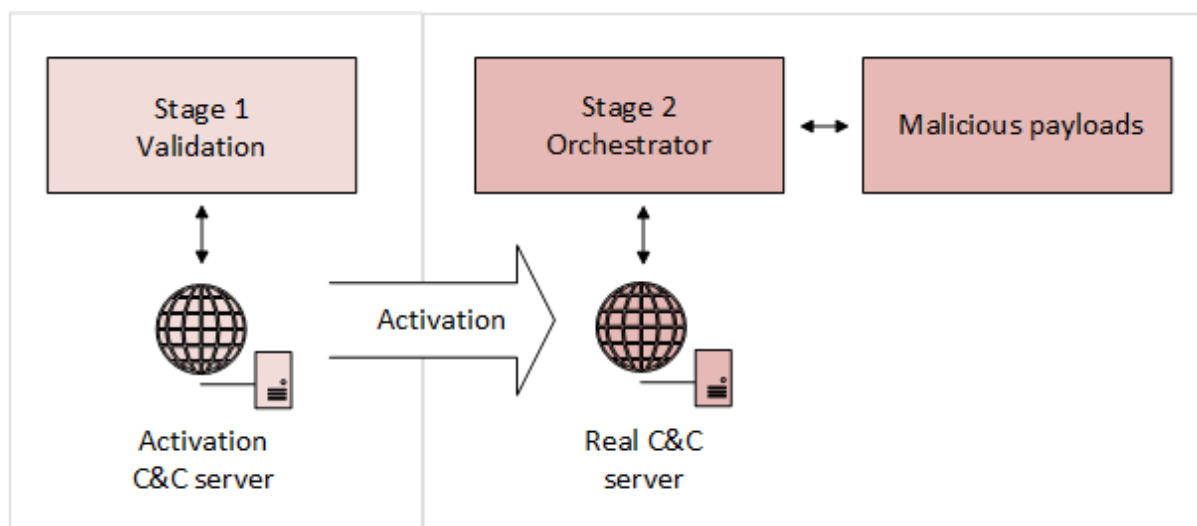 Stage 1
Validation
Stage 2
Orchestrator
Malicious payloads
Activation
Activation
C&C server
Real C&C
server